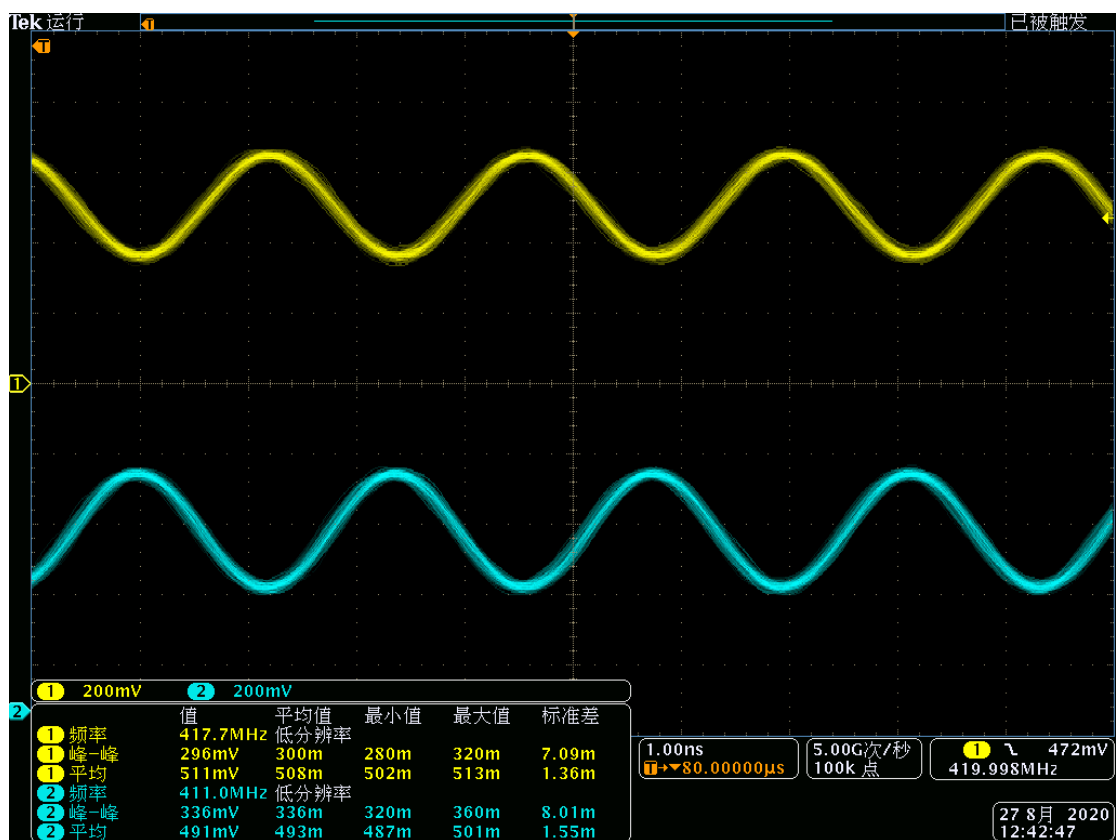 Tek 运行 已被触发
T
T
1
2
1 200mV 2 200mV
值 平均值 最小值 最大值 标准差
1 频率 417.7MHz 低分辨率
1 峰-峰 296mV 300m 280m 320m 7.09m
1 平均 511mV 508m 502m 513m 1.36m
2 频率 411.0MHz 低分辨率
2 峰-峰 336mV 336m 320m 360m 8.01m
2 平均 491mV 493m 487m 501m 1.55m
1.00ns
T→▼80.00000µs
5.00G次/秒
100k 点
1 472mV
419.998MHz
27 8月 2020
12:42:47